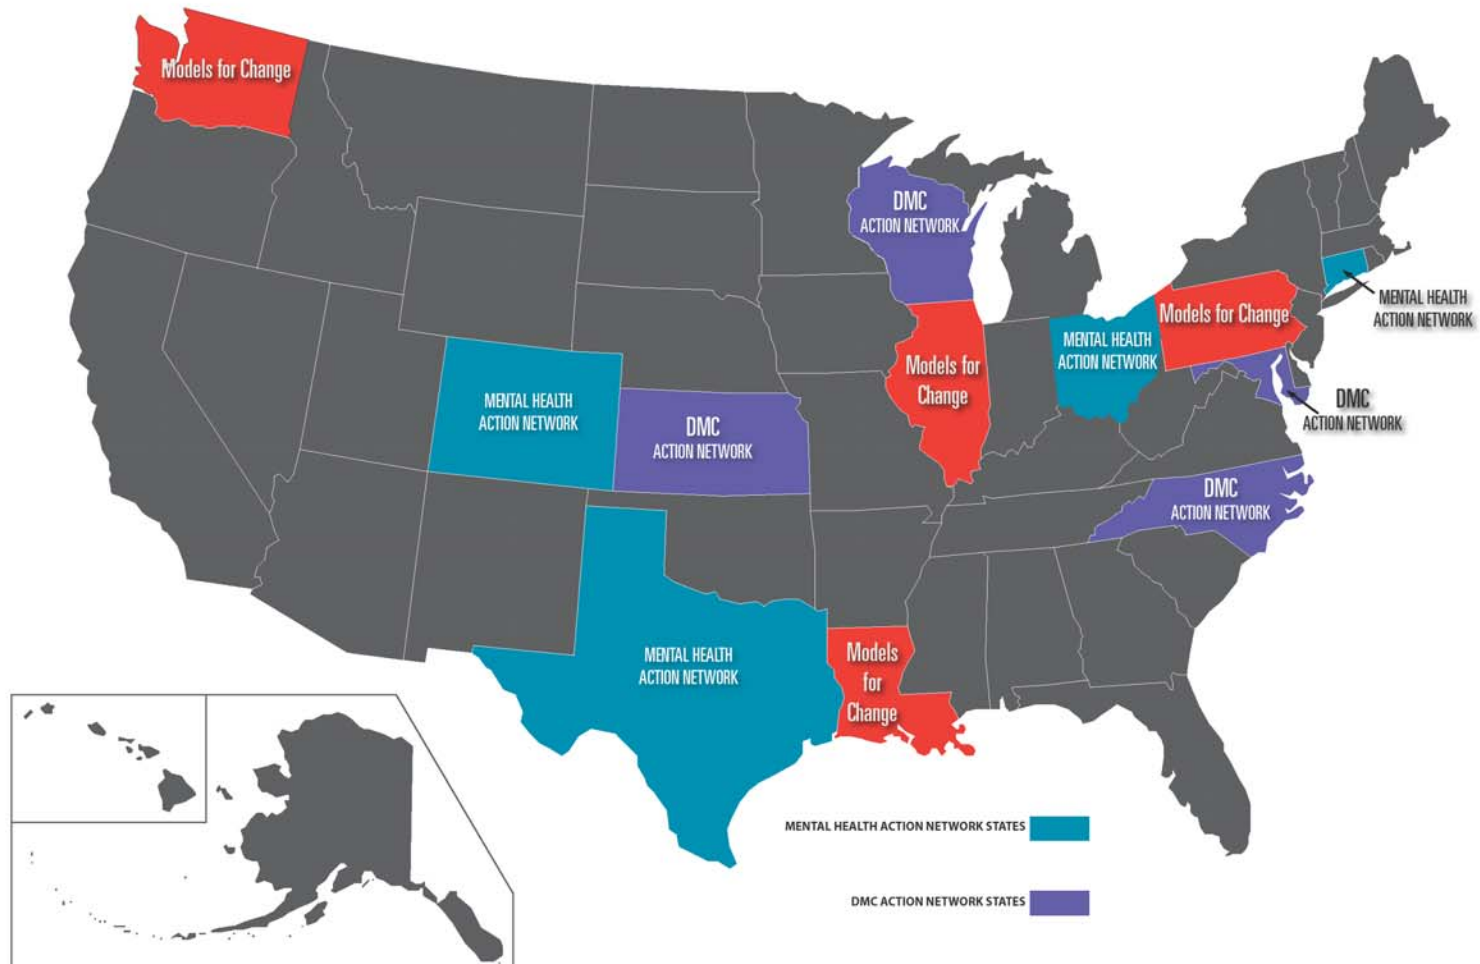 Models for Change
DMC
ACTION NETWORK
MENTAL HEALTH
ACTION NETWORK
Models for Change
MENTAL HEALTH
ACTION NETWORK
Models for
Change
MENTAL HEALTH
ACTION NETWORK
DMC
ACTION NETWORK
DMC
ACTION NETWORK
DMC
ACTION NETWORK
MENTAL HEALTH
ACTION NETWORK
Models
for
Change
MENTAL HEALTH ACTION NETWORK STATES
DMC ACTION NETWORK STATES